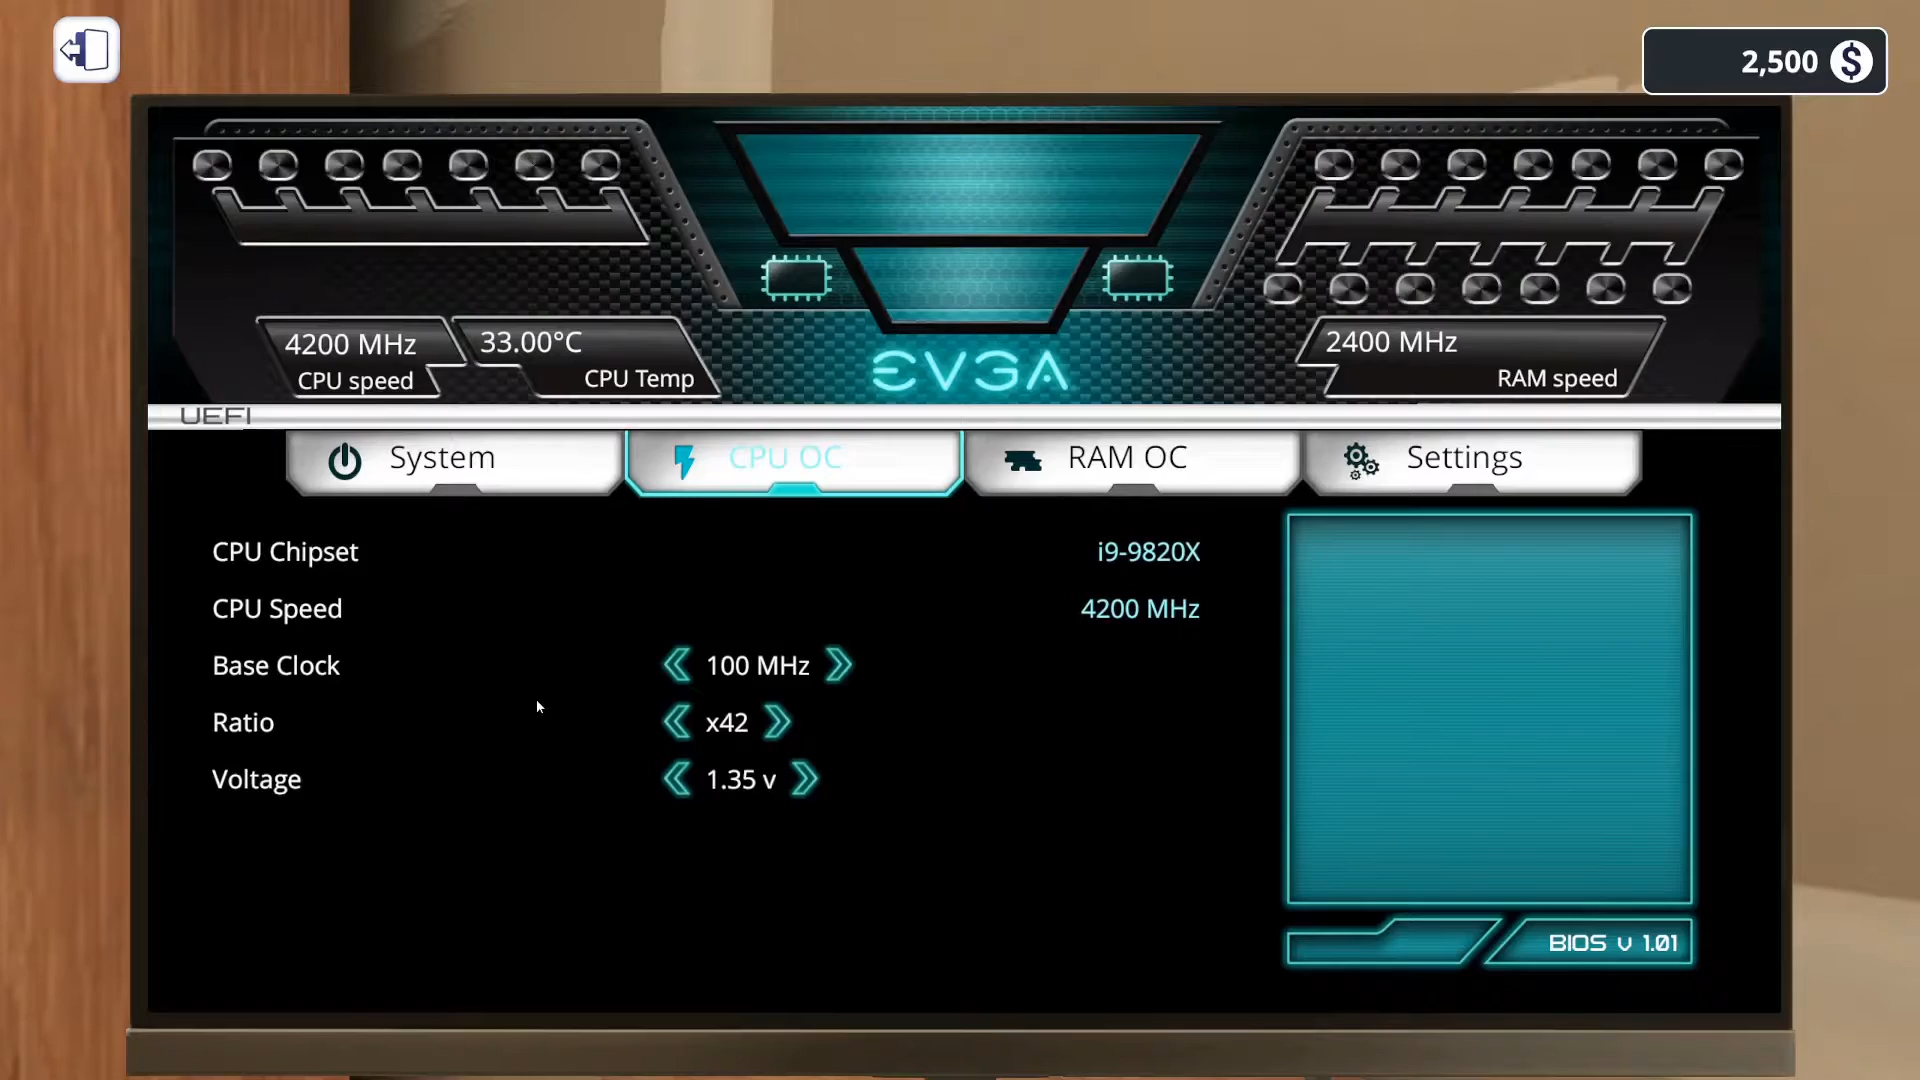 2,500 $
4200 MHz
CPU speed
33.00°C
CPU Temp
EVGA
2400 MHz
RAM speed
UEFI
System
CPU OC
RAM OC
Settings
CPU Chipset i9-9820X
CPU Speed 4200 MHz
Base Clock 100 MHz
Ratio x42
Voltage 1.35 v
BIOS v 1.01